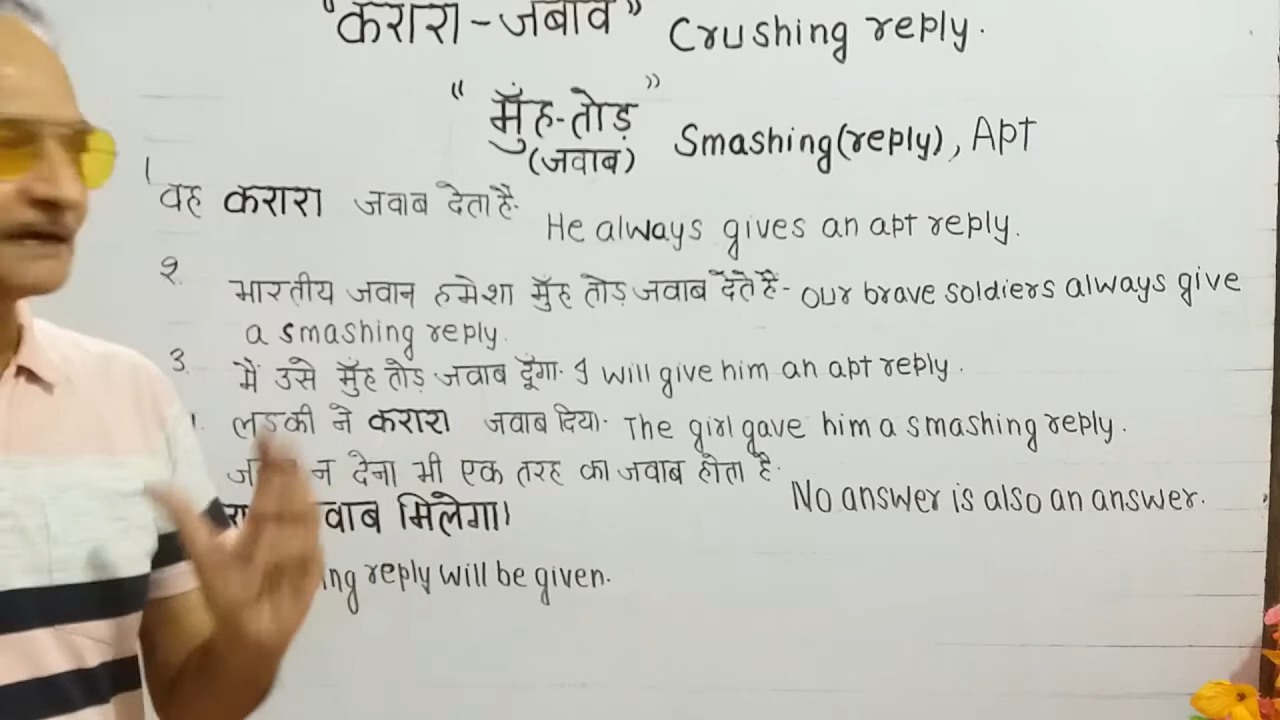 "करारा-जबाव" Crushing reply.
"मुँह-तोड़" Smashing(reply), Apt
(जवाब)
1 वह करारा जवाब देता है. He always gives an apt reply.
२. भारतीय जवान हमेशा मुँह तोड़ जवाब देंते हैं- our brave soldiers always give
a smashing reply.
3. मैं उसे मुँह तोड़ जवाब दूँगा. I will give him an apt reply.
लड़की ने करारा जवाब दिया. The girl gave him a smashing reply.
न देना भी एक तरह का जवाब होता है. No answer is also an answer.
मिलेगा।
reply will be given.